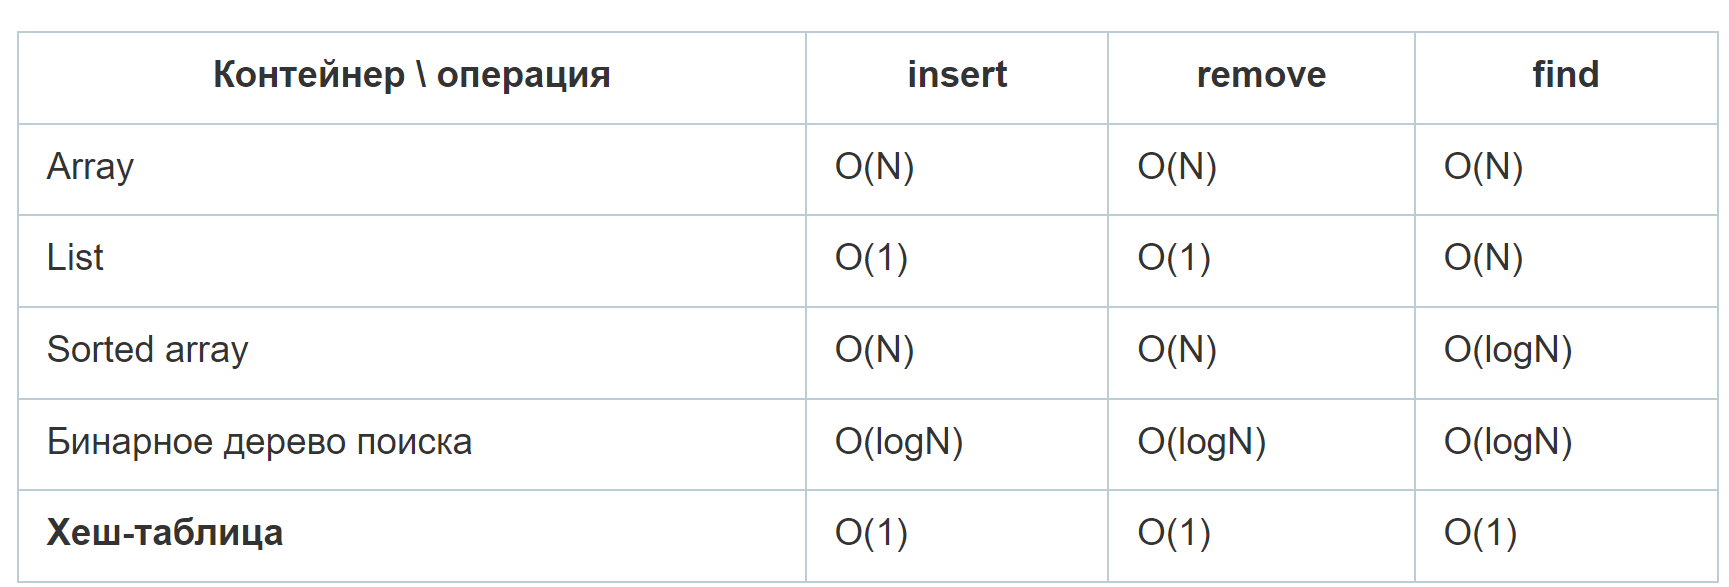 Контейнер \ операция insert remove find
Array O(N) O(N) O(N)
List O(1) O(1) O(N)
Sorted array O(N) O(N) O(logN)
Бинарное дерево поиска O(logN) O(logN) O(logN)
Хеш-таблица O(1) O(1) O(1)